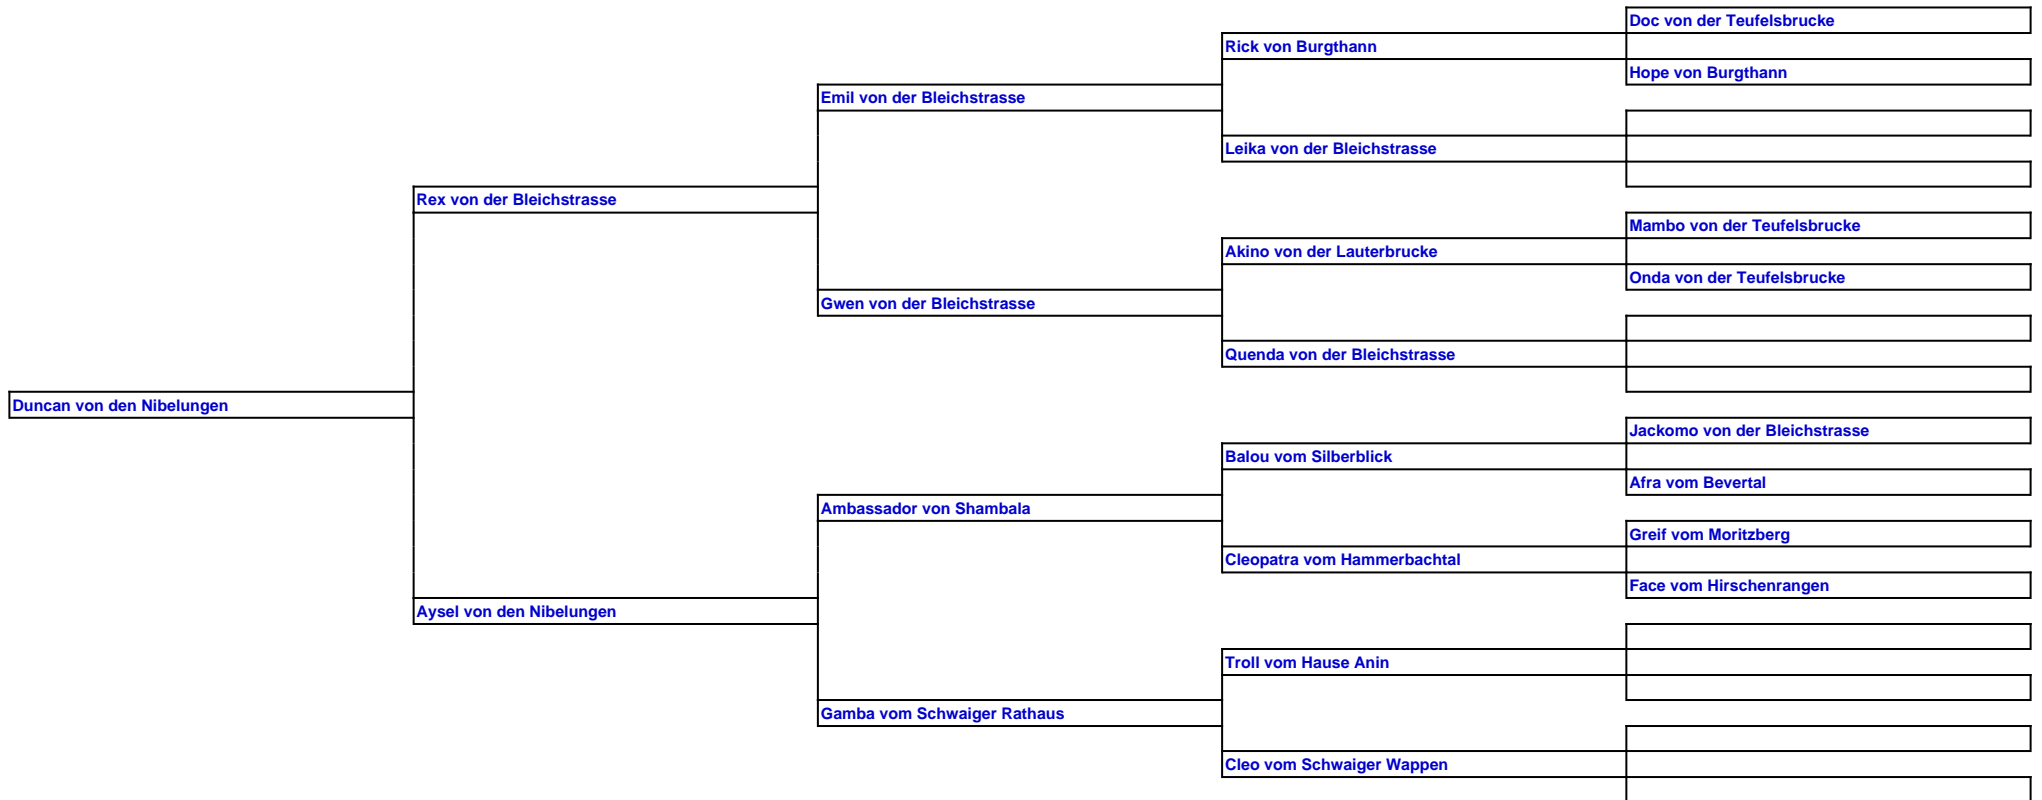 Doc von der Teufelsbrucke
Rick von Burgthann
Hope von Burgthann
Emil von der Bleichstrasse
Leika von der Bleichstrasse
Rex von der Bleichstrasse
Mambo von der Teufelsbrucke
Akino von der Lauterbrucke
Onda von der Teufelsbrucke
Gwen von der Bleichstrasse
Quenda von der Bleichstrasse
Duncan von den Nibelungen
Jackomo von der Bleichstrasse
Balou vom Silberblick
Afra vom Bevertal
Ambassador von Shambala
Greif vom Moritzberg
Cleopatra vom Hammerbachtal
Face vom Hirschenrangen
Aysel von den Nibelungen
Troll vom Hause Anin
Gamba vom Schwaiger Rathaus
Cleo vom Schwaiger Wappen